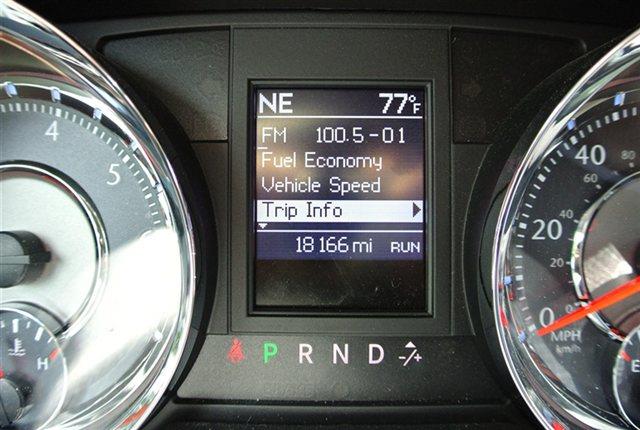 NE 77°F
FM 100.5-01
Fuel Economy
Vehicle Speed
Trip Info
18166 mi RUN
P R N D -/+
4
5
H
40
80
20
40
20
0
0
MPH
km/h
E